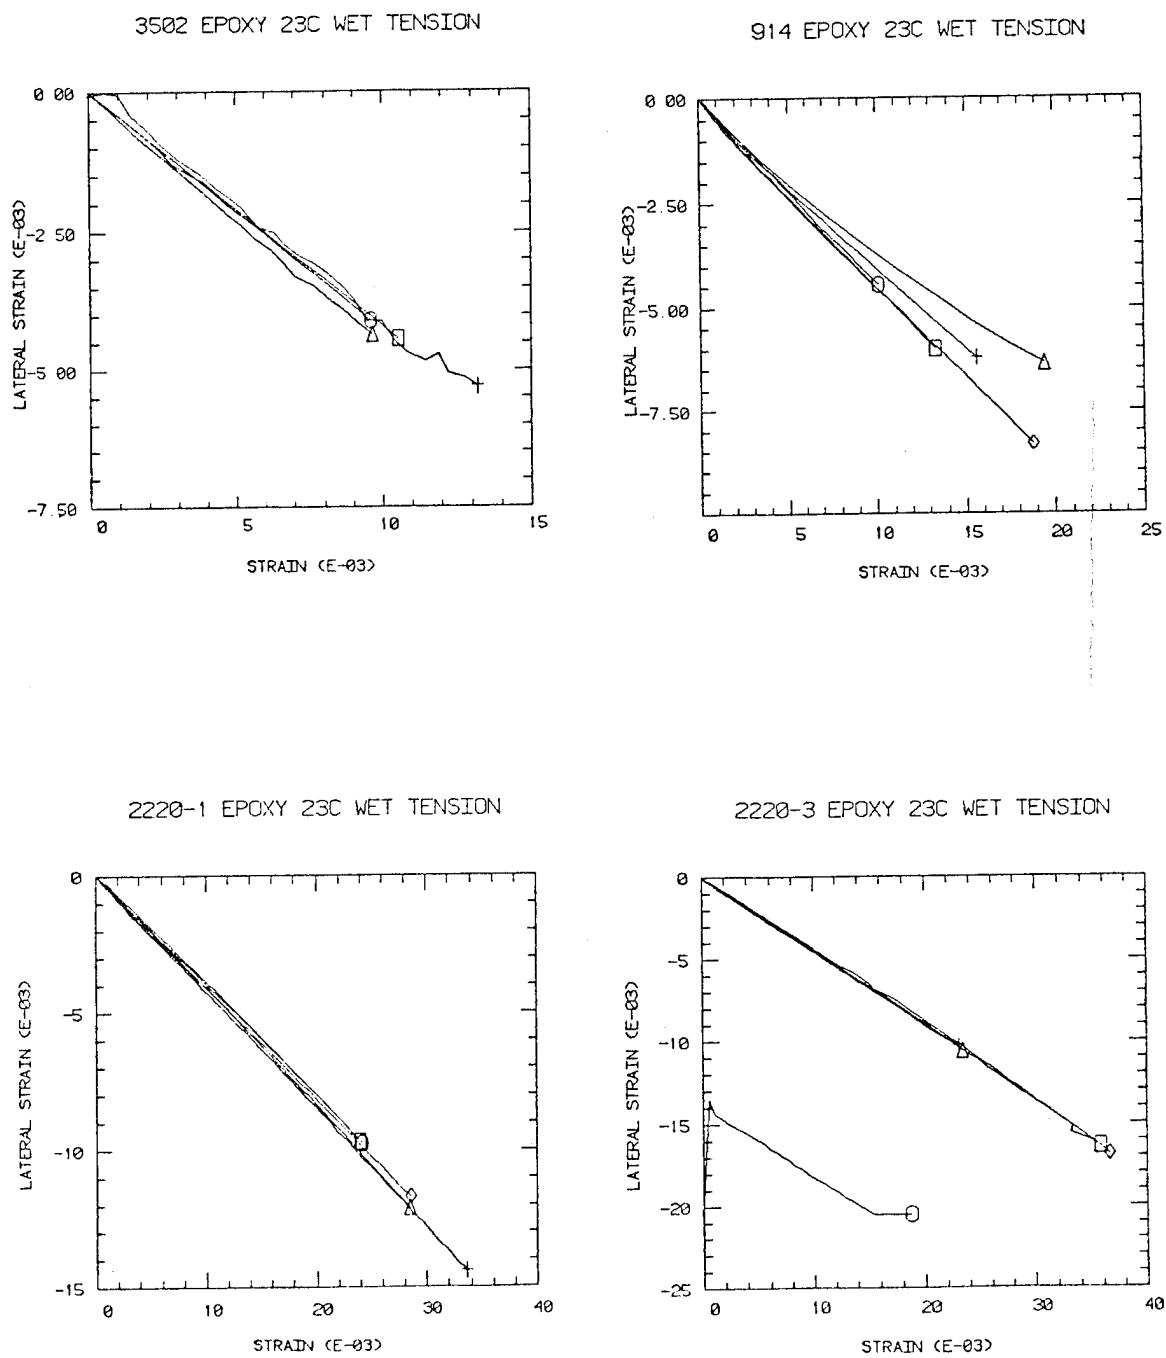 3502 EPOXY 23C WET TENSION
0 00
-2 50
-5 00
-7.50
LATERAL STRAIN (E-03)
0 5 10 15
STRAIN (E-03)
914 EPOXY 23C WET TENSION
0 00
-2.50
-5.00
-7.50
LATERAL STRAIN (E-03)
0 5 10 15 20 25
STRAIN (E-03)
2220-1 EPOXY 23C WET TENSION
0
-5
-10
-15
LATERAL STRAIN (E-03)
0 10 20 30 40
STRAIN (E-03)
2220-3 EPOXY 23C WET TENSION
0
-5
-10
-15
-20
-25
LATERAL STRAIN (E-03)
0 10 20 30 40
STRAIN (E-03)